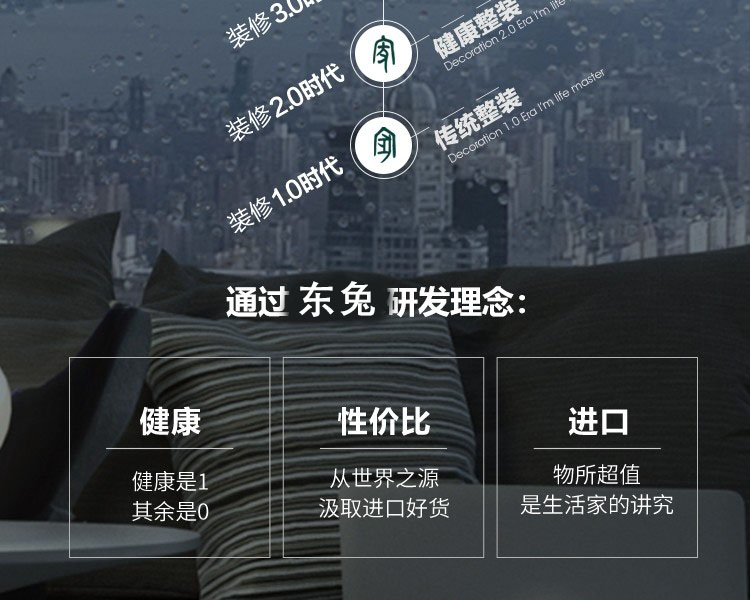 装修3.0时
健康整装
Decoration 2.0 Era I'm life
装修2.0时代
传统整装
Decoration 1.0 Era I'm life master
装修1.0时代
通过 东兔 研发理念：
健康
健康是1
其余是0
性价比
从世界之源
汲取进口好货
进口
物所超值
是生活家的讲究